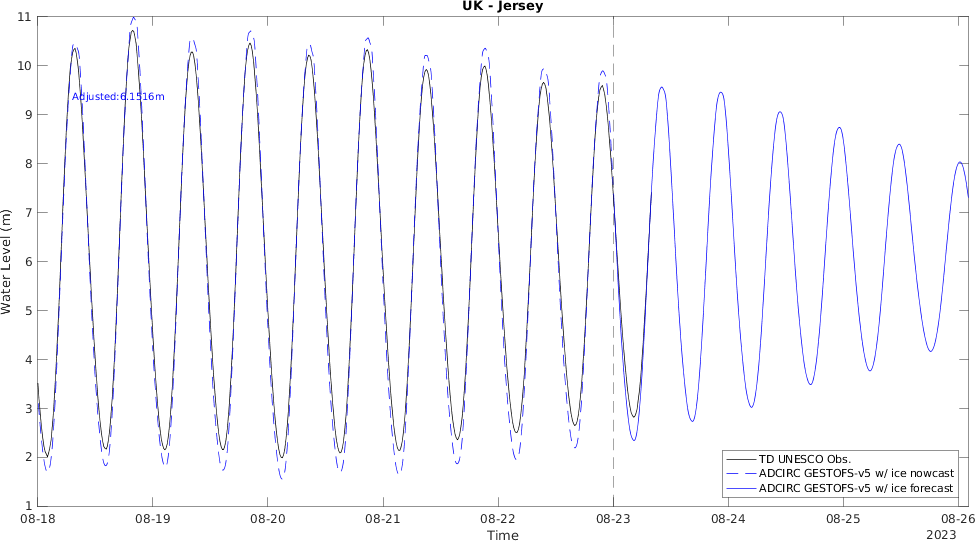 UK - Jersey
11
10
9
8
7
6
5
4
3
2
1
Water Level (m)
Adjusted:6.1516m
TD UNESCO Obs.
ADCIRC GESTOFS-v5 w/ ice nowcast
ADCIRC GESTOFS-v5 w/ ice forecast
08-18 08-19 08-20 08-21 08-22 08-23 08-24 08-25 08-26
Time
2023